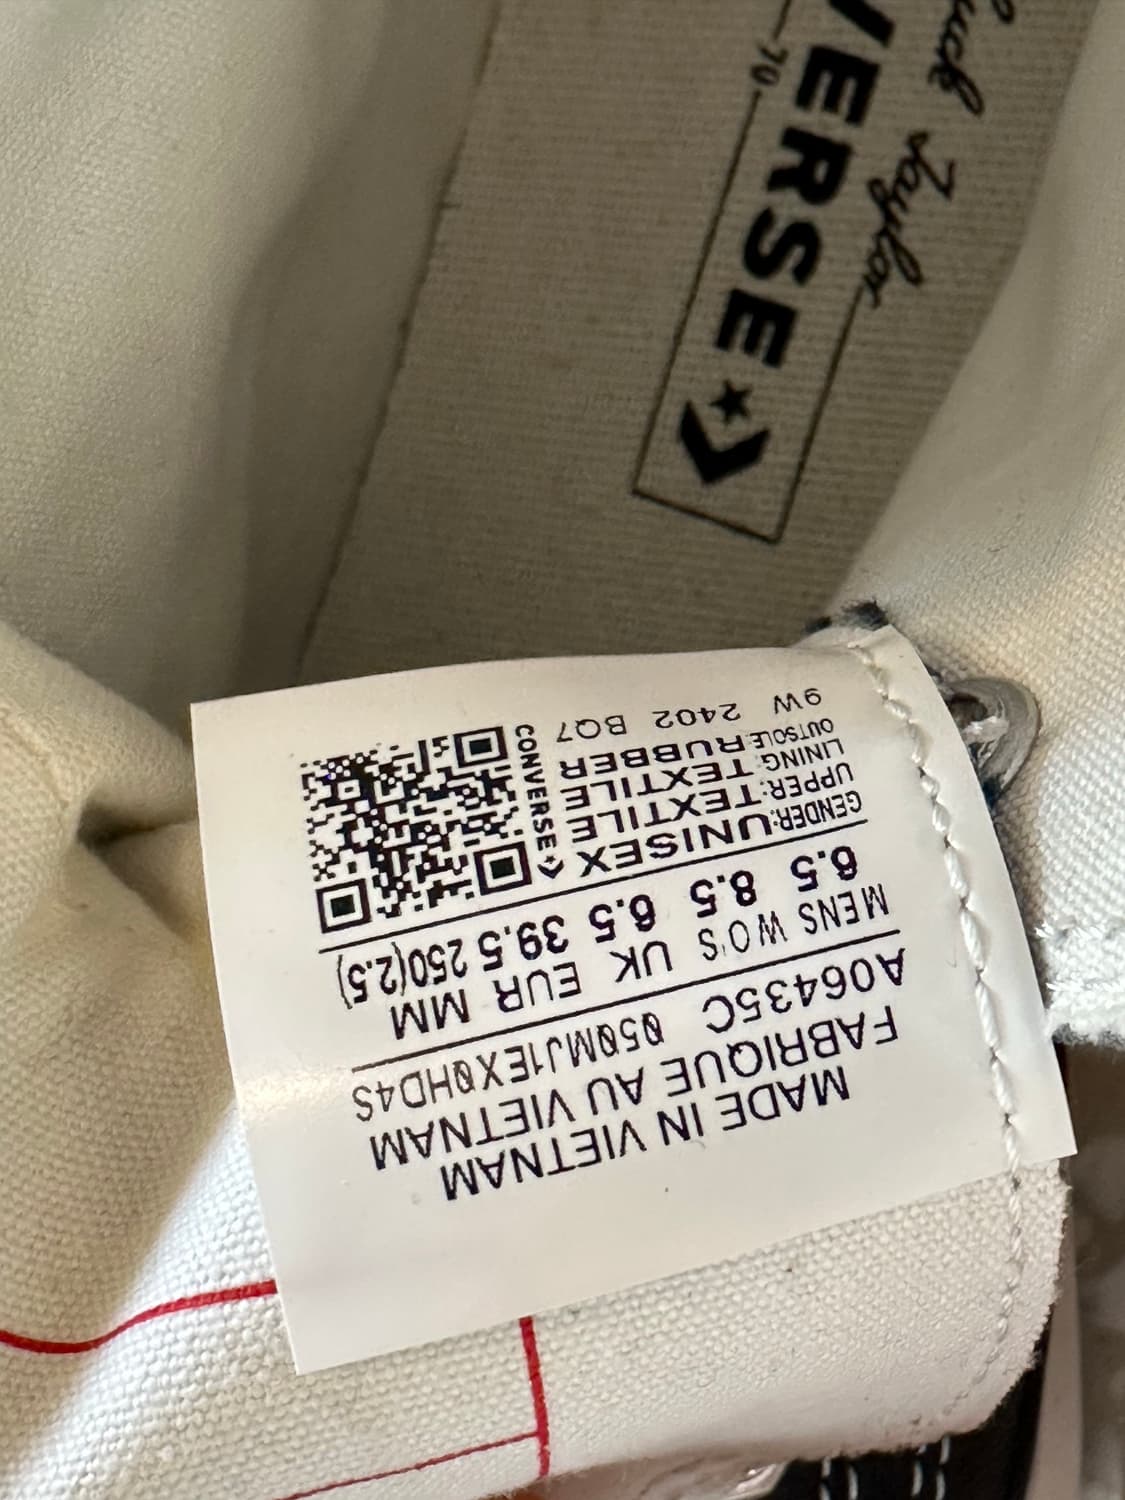 Chuck Taylor
VERSE
70
MADE IN VIETNAM
FABRIQUE AU VIETNAM
A06435C 050MJ1EX0HD4S
MENS WO'S UK EUR MM
6.5 8.5 6.5 39.5 250(2.5)
GENDER:UNISEX
UPPER:TEXTILE
LINING:TEXTILE
OUTSOLE:RUBBER
9W 2402 BQ7
CONVERSE